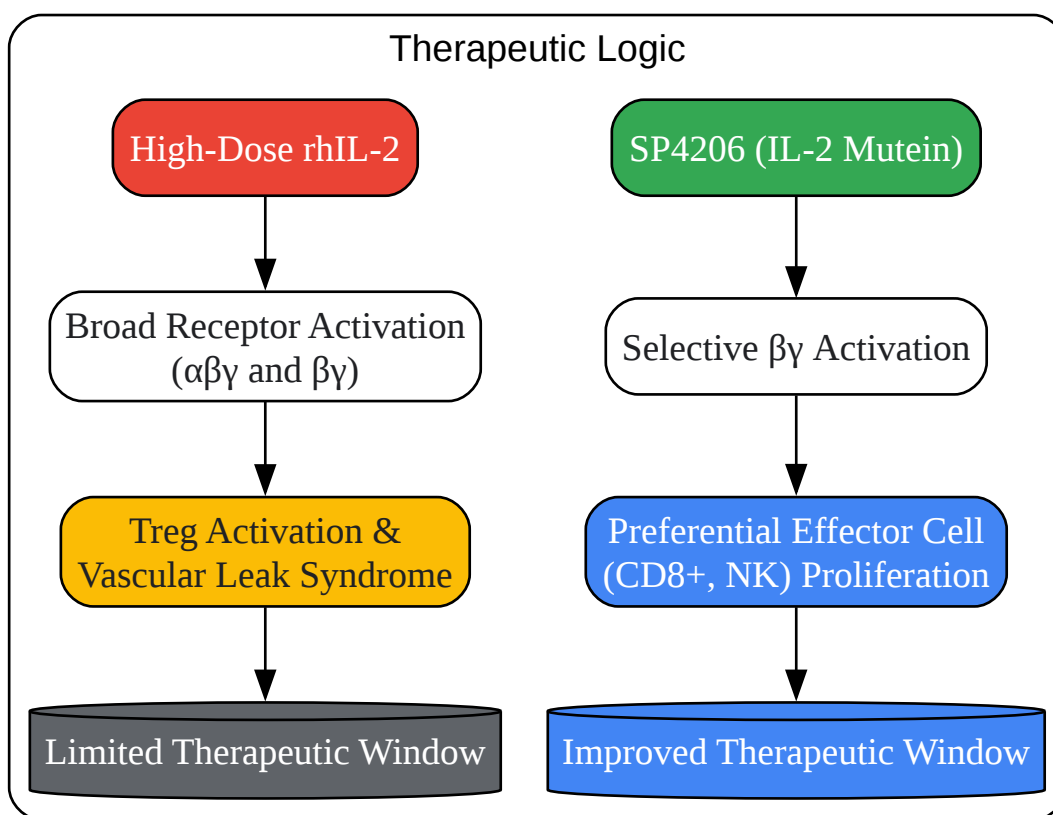 Therapeutic Logic
High-Dose rhIL-2
SP4206 (IL-2 Mutein)
Broad Receptor Activation
(αβγ and βγ)
Selective βγ Activation
Treg Activation &
Vascular Leak Syndrome
Preferential Effector Cell
(CD8+, NK) Proliferation
Limited Therapeutic Window
Improved Therapeutic Window